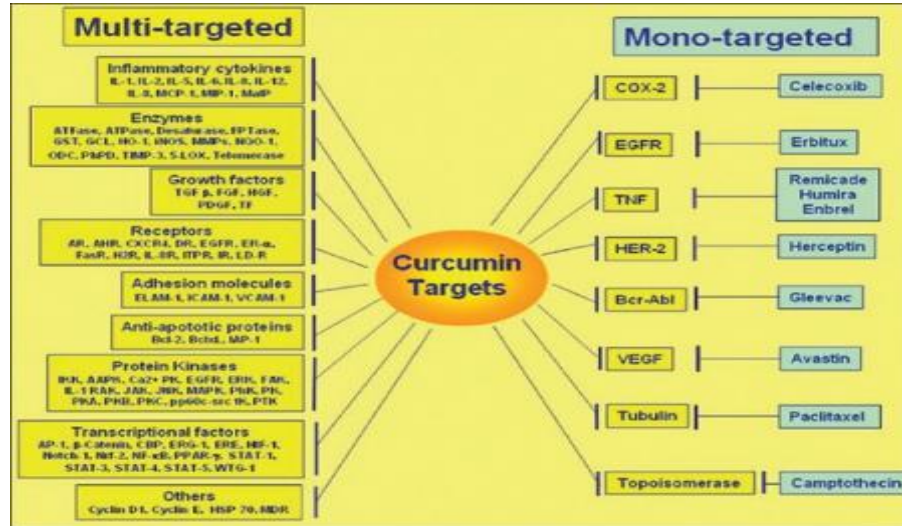 Multi-targeted
Inflammatory cytokines
IL-1, IL-2, IL-5, IL-6, IL-8, IL-12,
IL-8, MCP-1, MIP-1,
Enzymes
ATFase, ATPase, Desaturase, FPTase,
GST, GCL, HO-1, iNOS, MMPs, NQO-1,
ODC, PhPD, TIMP-3, 5-LOX, Telomerase
Growth factors
TGF β, FGF, HGF,
PDGF, TF
Receptors
AR, AHR, CXCR4, DR, EGFR, ER-α,
FasR, H2R, IL-8R, ITPR, IR, LD-R
Adhesion molecules
ELAM-1, ICAM-1, VCAM-1
Anti-apototic proteins
Bcl-2, BclxL, IAP-1
Protein Kinases
IKK, AAPK, Ca2+ PK, EGFR, ERK, FAK,
IL-1 RAK, JAK, JNK, MAPK, PhK, PK,
PKA, PKB, PKC, pp60c-src tK, PTK
Transcriptional factors
AP-1, β-Catenin, CBP, ERG-1, ERE, HIF-1,
Notch-1, Nrf-2, NF-κB, PPAR-γ, STAT-1,
STAT-3, STAT-4, STAT-5, WTG-1
Others
Cyclin D1, Cyclin E, HSP 70, MDR
Curcumin
Targets
Mono-targeted
COX-2
Celecoxib
EGFR
Erbitux
TNF
Remicade
Humira
Enbrel
HER-2
Herceptin
Bcr-Abl
Gleevac
VEGF
Avastin
Tubulin
Paclitaxel
Topoisomerase
Camptothecin